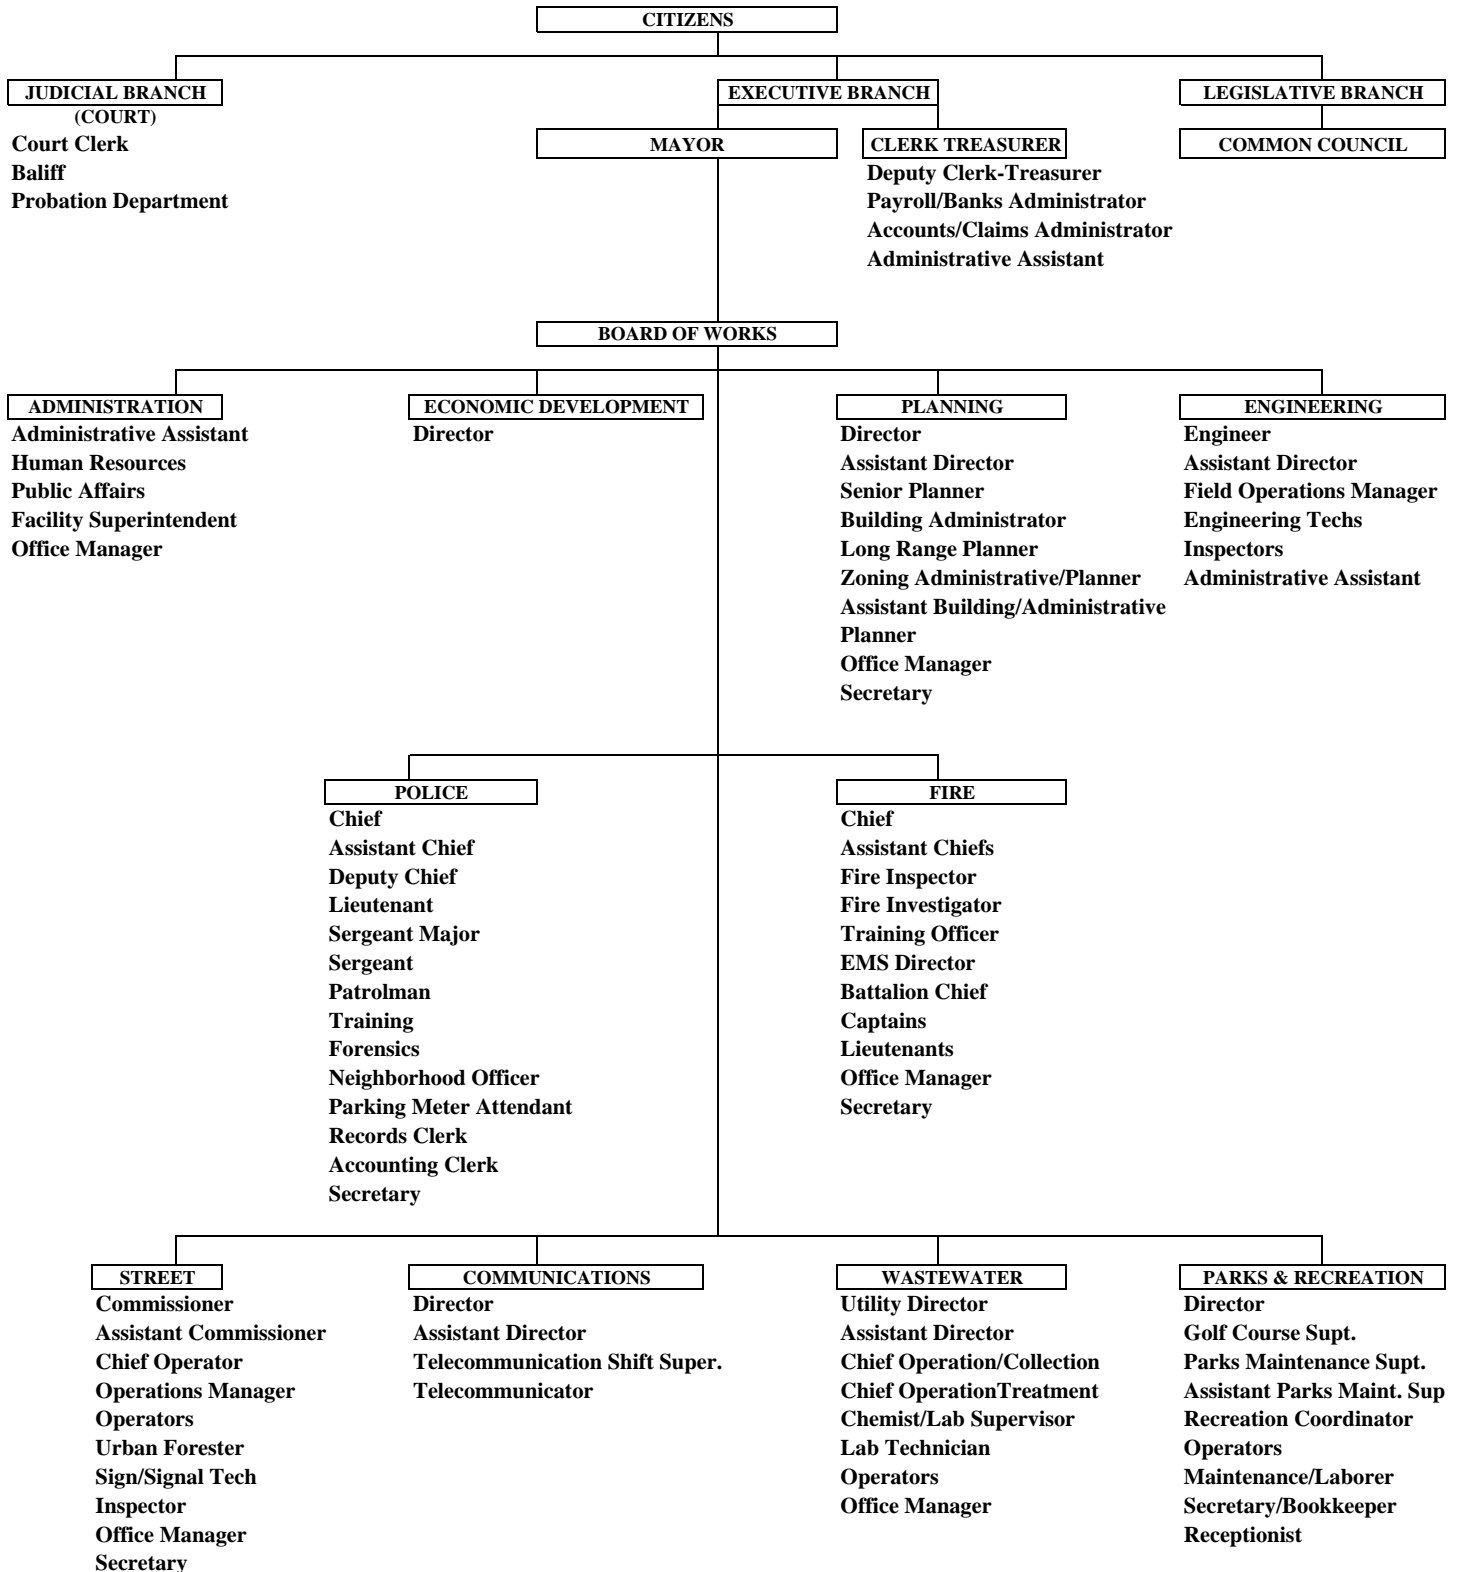 CITIZENS
JUDICIAL BRANCH
(COURT)
Court Clerk
Baliff
Probation Department
EXECUTIVE BRANCH
MAYOR
CLERK TREASURER
Deputy Clerk-Treasurer
Payroll/Banks Administrator
Accounts/Claims Administrator
Administrative Assistant
LEGISLATIVE BRANCH
COMMON COUNCIL
BOARD OF WORKS
ADMINISTRATION
Administrative Assistant
Human Resources
Public Affairs
Facility Superintendent
Office Manager
ECONOMIC DEVELOPMENT
Director
PLANNING
Director
Assistant Director
Senior Planner
Building Administrator
Long Range Planner
Zoning Administrative/Planner
Assistant Building/Administrative
Planner
Office Manager
Secretary
ENGINEERING
Engineer
Assistant Director
Field Operations Manager
Engineering Techs
Inspectors
Administrative Assistant
POLICE
Chief
Assistant Chief
Deputy Chief
Lieutenant
Sergeant Major
Sergeant
Patrolman
Training
Forensics
Neighborhood Officer
Parking Meter Attendant
Records Clerk
Accounting Clerk
Secretary
FIRE
Chief
Assistant Chiefs
Fire Inspector
Fire Investigator
Training Officer
EMS Director
Battalion Chief
Captains
Lieutenants
Office Manager
Secretary
STREET
Commissioner
Assistant Commissioner
Chief Operator
Operations Manager
Operators
Urban Forester
Sign/Signal Tech
Inspector
Office Manager
Secretary
COMMUNICATIONS
Director
Assistant Director
Telecommunication Shift Super.
Telecommunicator
WASTEWATER
Utility Director
Assistant Director
Chief Operation/Collection
Chief OperationTreatment
Chemist/Lab Supervisor
Lab Technician
Operators
Office Manager
PARKS & RECREATION
Director
Golf Course Supt.
Parks Maintenance Supt.
Assistant Parks Maint. Sup
Recreation Coordinator
Operators
Maintenance/Laborer
Secretary/Bookkeeper
Receptionist